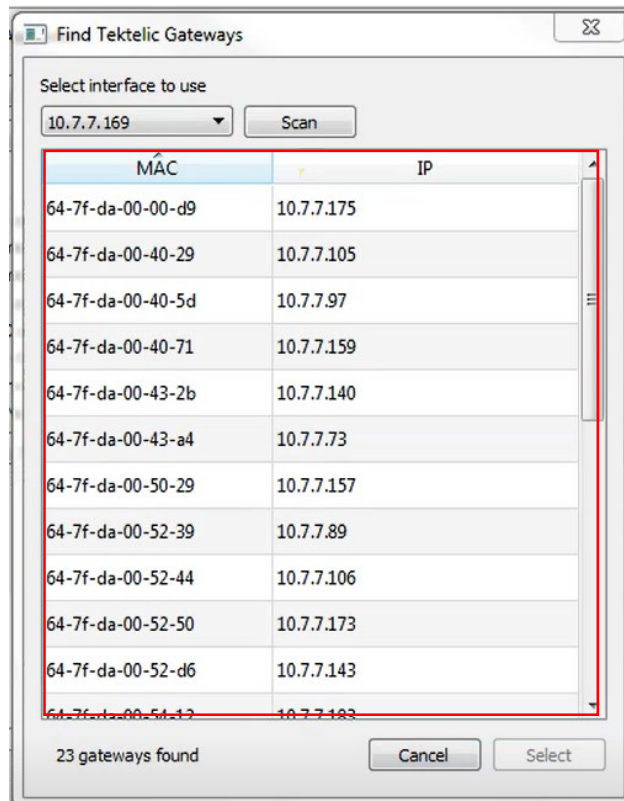 Find Tektelic Gateways
Select interface to use
10.7.7.169 Scan
MAC IP
64-7f-da-00-00-d9 10.7.7.175
64-7f-da-00-40-29 10.7.7.105
64-7f-da-00-40-5d 10.7.7.97
64-7f-da-00-40-71 10.7.7.159
64-7f-da-00-43-2b 10.7.7.140
64-7f-da-00-43-a4 10.7.7.73
64-7f-da-00-50-29 10.7.7.157
64-7f-da-00-52-39 10.7.7.89
64-7f-da-00-52-44 10.7.7.106
64-7f-da-00-52-50 10.7.7.173
64-7f-da-00-52-d6 10.7.7.143
23 gateways found Cancel Select